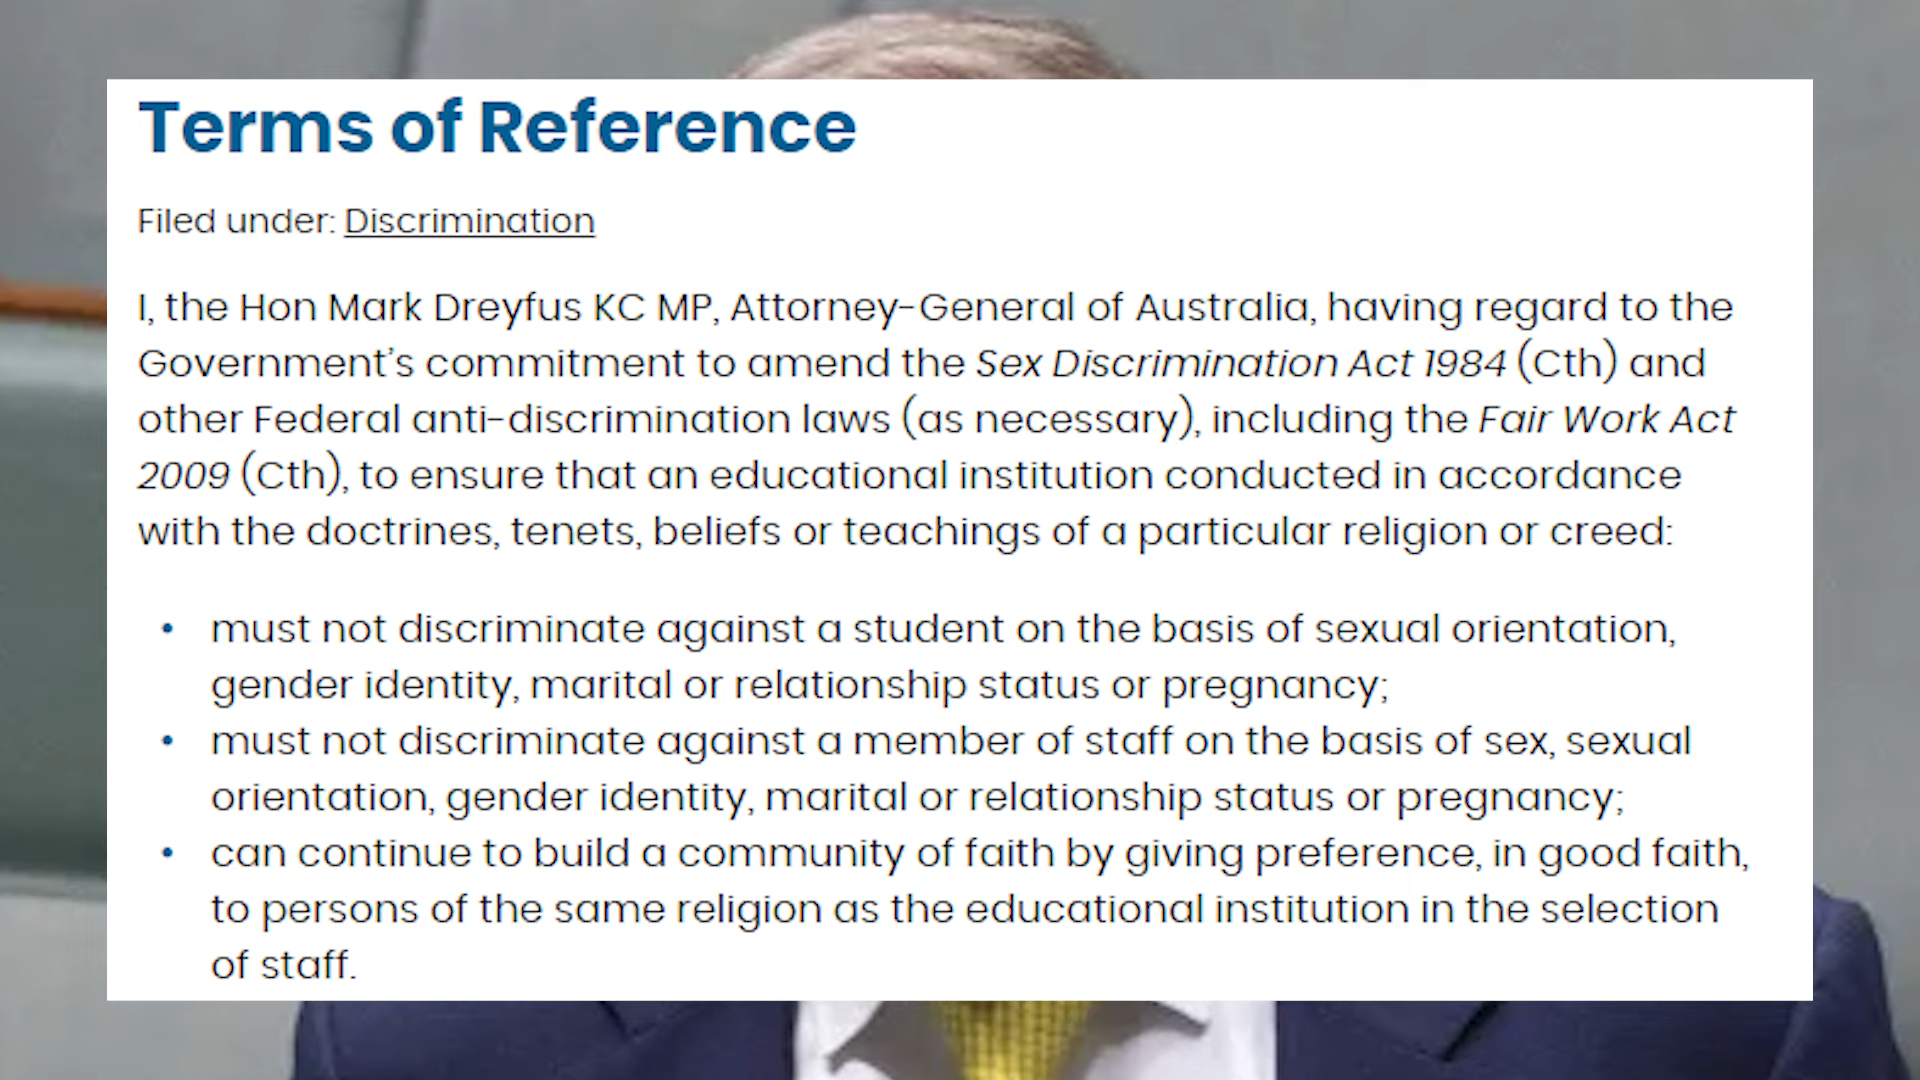 Terms of Reference
Filed under: Discrimination
I, the Hon Mark Dreyfus KC MP, Attorney-General of Australia, having regard to the
Government’s commitment to amend the Sex Discrimination Act 1984 (Cth) and
other Federal anti-discrimination laws (as necessary), including the Fair Work Act
2009 (Cth), to ensure that an educational institution conducted in accordance
with the doctrines, tenets, beliefs or teachings of a particular religion or creed:
• must not discriminate against a student on the basis of sexual orientation,
gender identity, marital or relationship status or pregnancy;
• must not discriminate against a member of staff on the basis of sex, sexual
orientation, gender identity, marital or relationship status or pregnancy;
• can continue to build a community of faith by giving preference, in good faith,
to persons of the same religion as the educational institution in the selection
of staff.